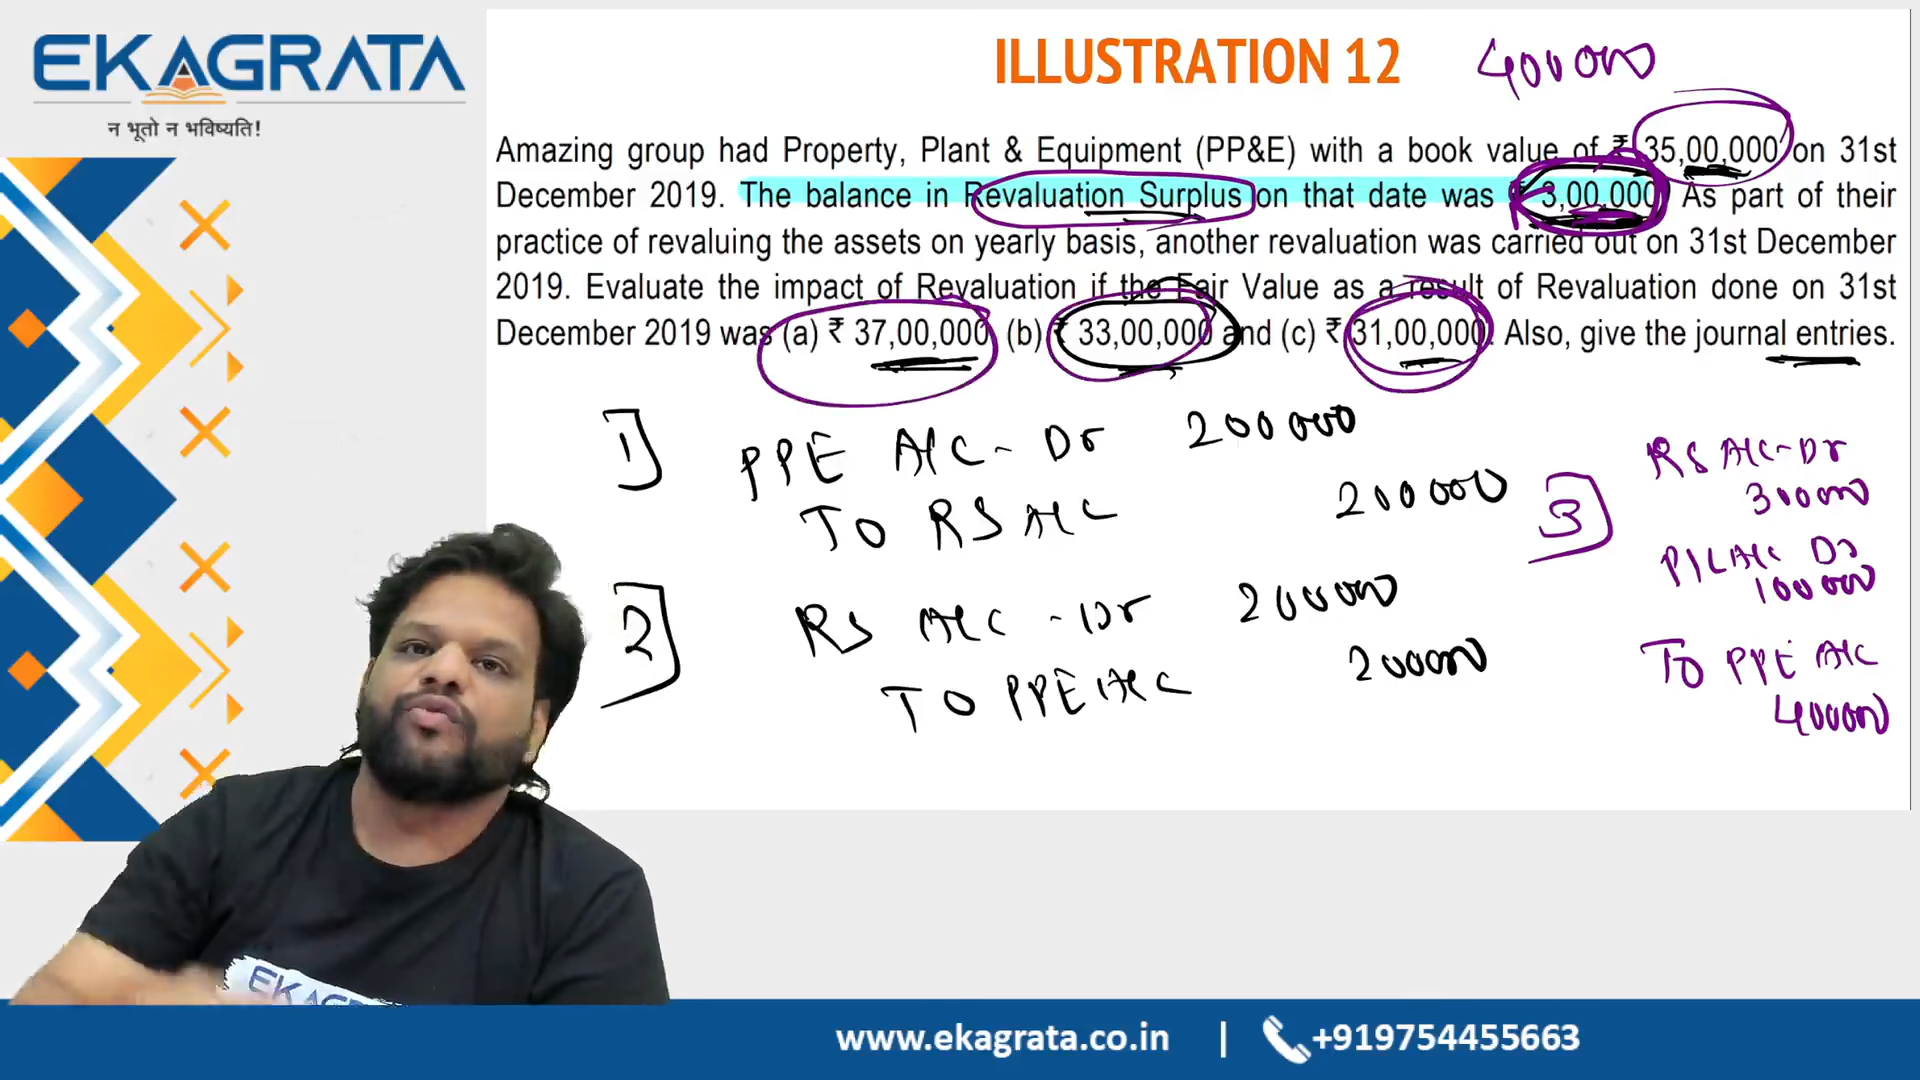 EKAGRATA
न भूतो न भविष्यति!
ILLUSTRATION 12
400000
Amazing group had Property, Plant & Equipment (PP&E) with a book value of ₹ 35,00,000 on 31st
December 2019. The balance in Revaluation Surplus on that date was ₹ 3,00,000. As part of their
practice of revaluing the assets on yearly basis, another revaluation was carried out on 31st December
2019. Evaluate the impact of Revaluation if the Fair Value as a result of Revaluation done on 31st
December 2019 was (a) ₹ 37,00,000 (b) ₹ 33,00,000 and (c) ₹ 31,00,000. Also, give the journal entries.
1] PPE A/C - Dr 200000
TO RS A/C 200000
2] RS A/C - Dr 200000
TO PPE A/C 200000
3] RS A/C - Dr
300000
P/L A/C Dr
100000
TO PPE A/C
400000
EKAGRATA
www.ekagrata.co.in | +919754455663